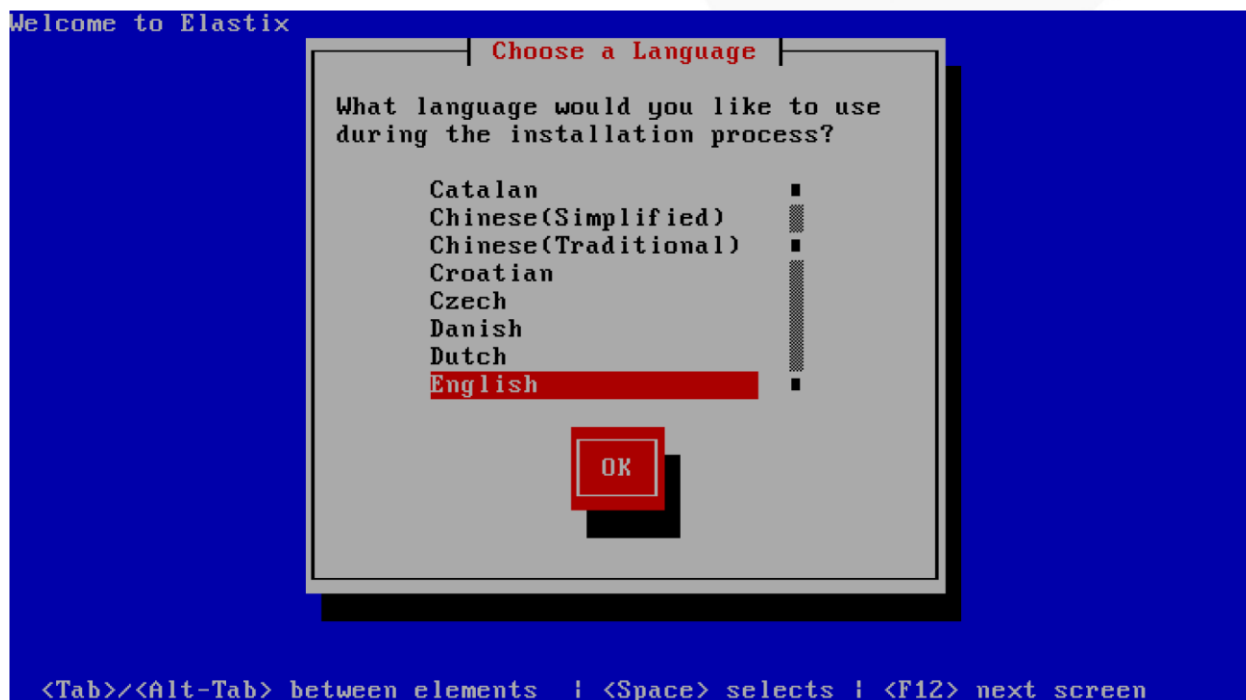 Welcome to Elastix
Choose a Language
What language would you like to use
during the installation process?
Catalan
Chinese(Simplified)
Chinese(Traditional)
Croatian
Czech
Danish
Dutch
English
OK
<Tab>/<Alt-Tab> between elements | <Space> selects | <F12> next screen